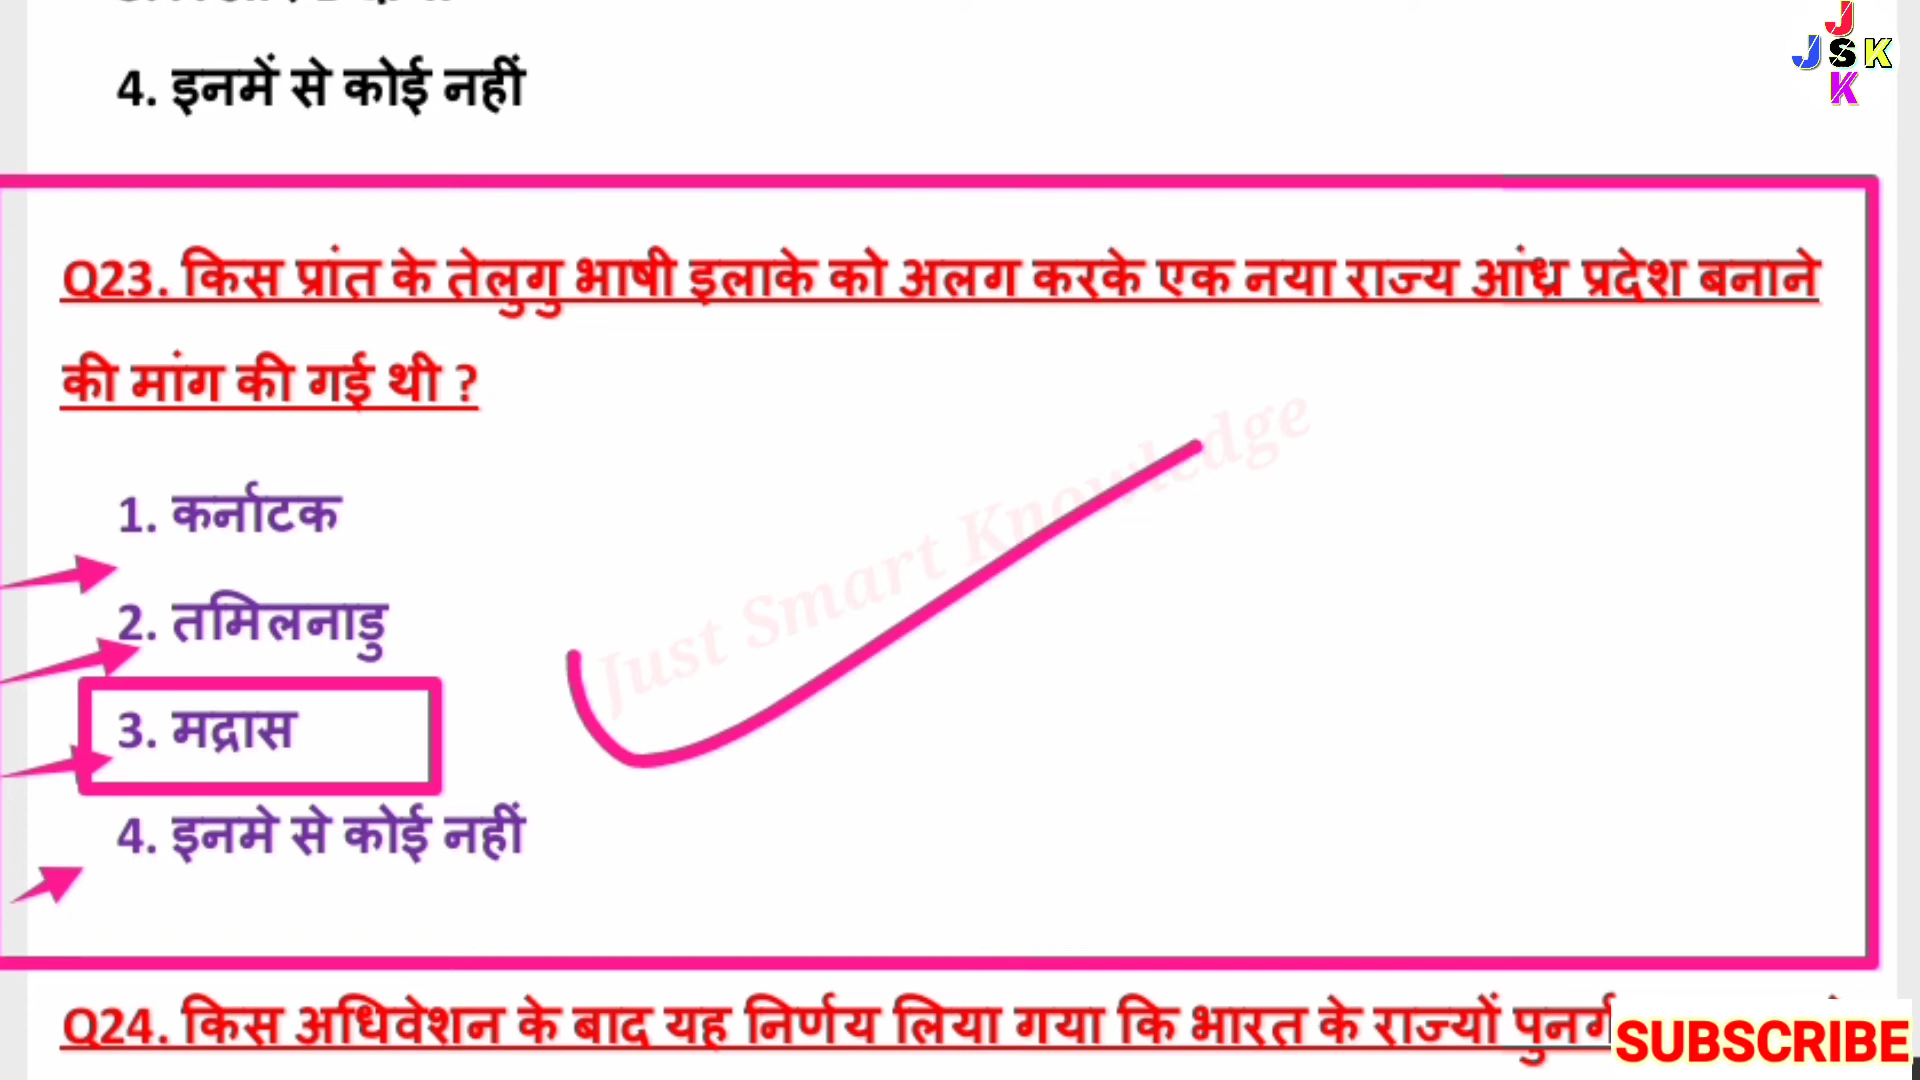 4. इनमें से कोई नहीं
J
JSK
K
Q23. किस प्रांत के तेलुगु भाषी इलाके को अलग करके एक नया राज्य आंध्र प्रदेश बनाने
की मांग की गई थी ?
1. कर्नाटक
2. तमिलनाडु
3. मद्रास
4. इनमे से कोई नहीं
Just Smart Knowledge
Q24. किस अधिवेशन के बाद यह निर्णय लिया गया कि भारत के राज्यों
SUBSCRIBE